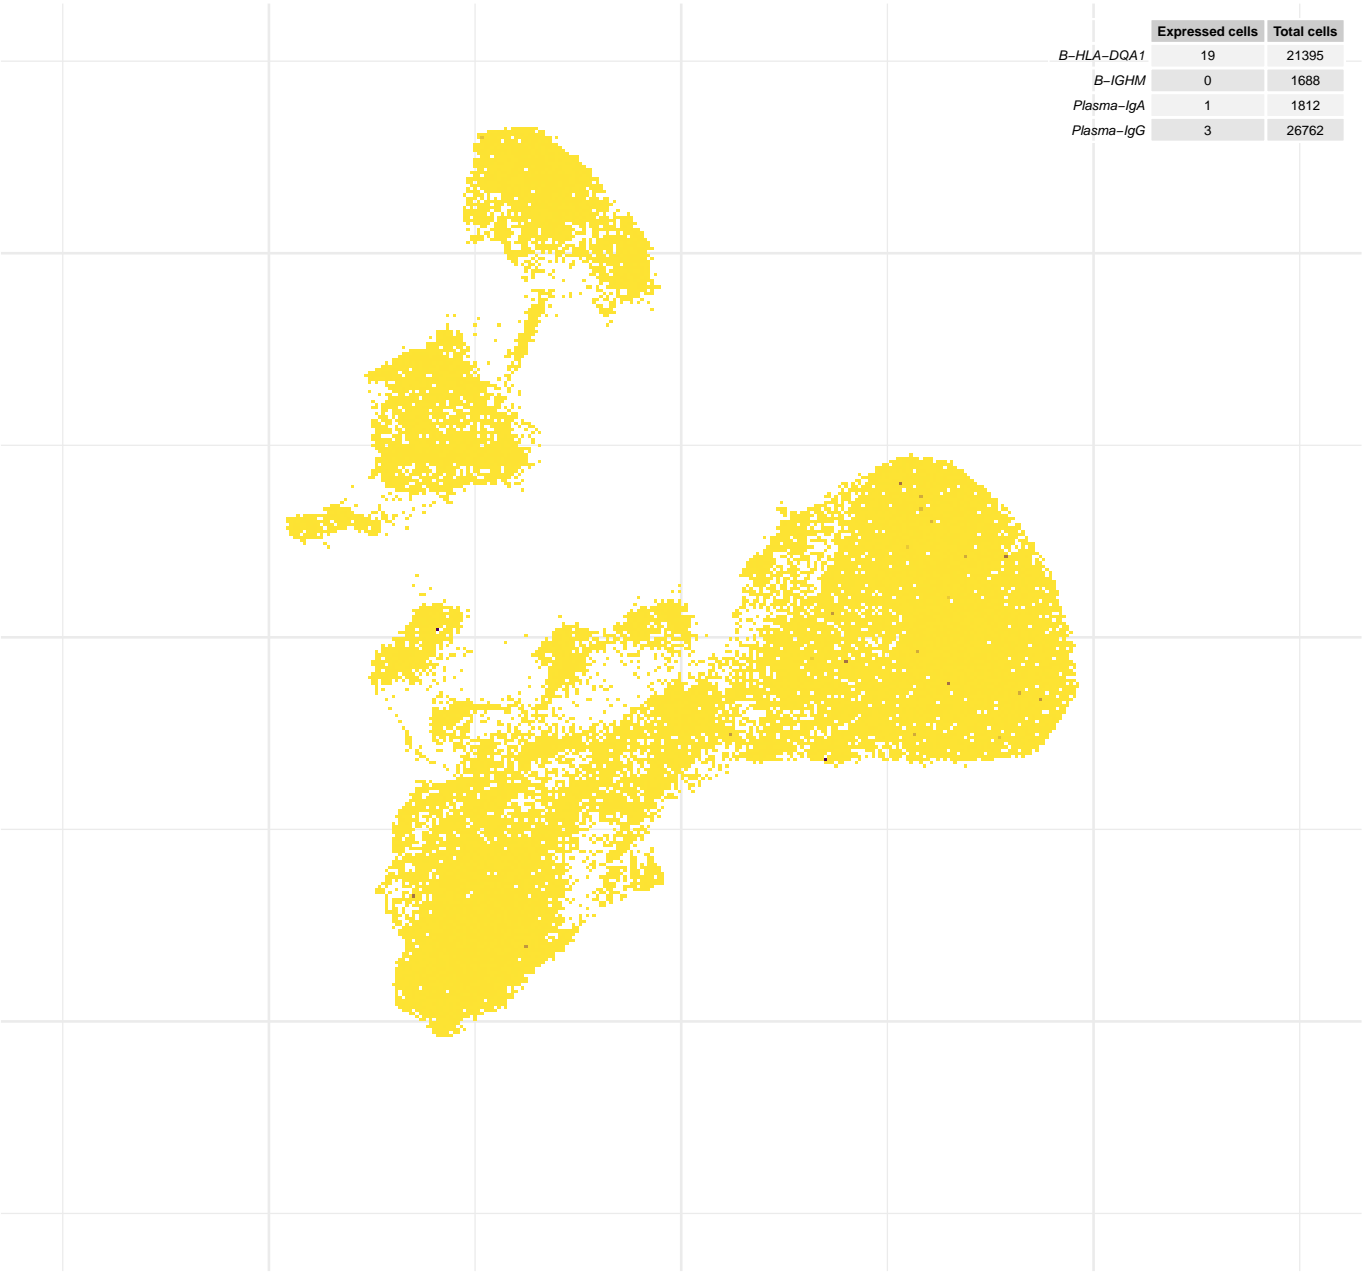 Expressed cells Total cells
B−HLA−DQA1 19 21395
B−IGHM 0 1688
Plasma−IgA 1 1812
Plasma−IgG 3 26762